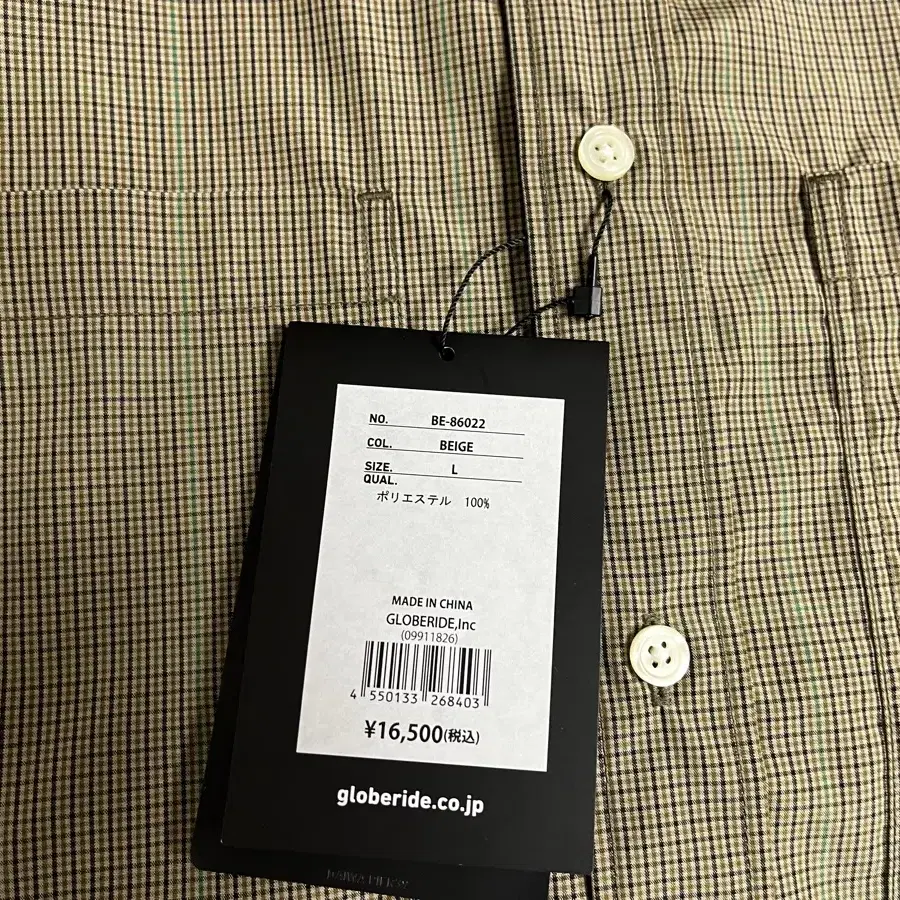 NO. BE-86022
COL. BEIGE
SIZE. L
QUAL.
ポリエステル 100%
MADE IN CHINA
GLOBERIDE,Inc
(09911826)
4 550133 268403
¥16,500(税込)
globeride.co.jp